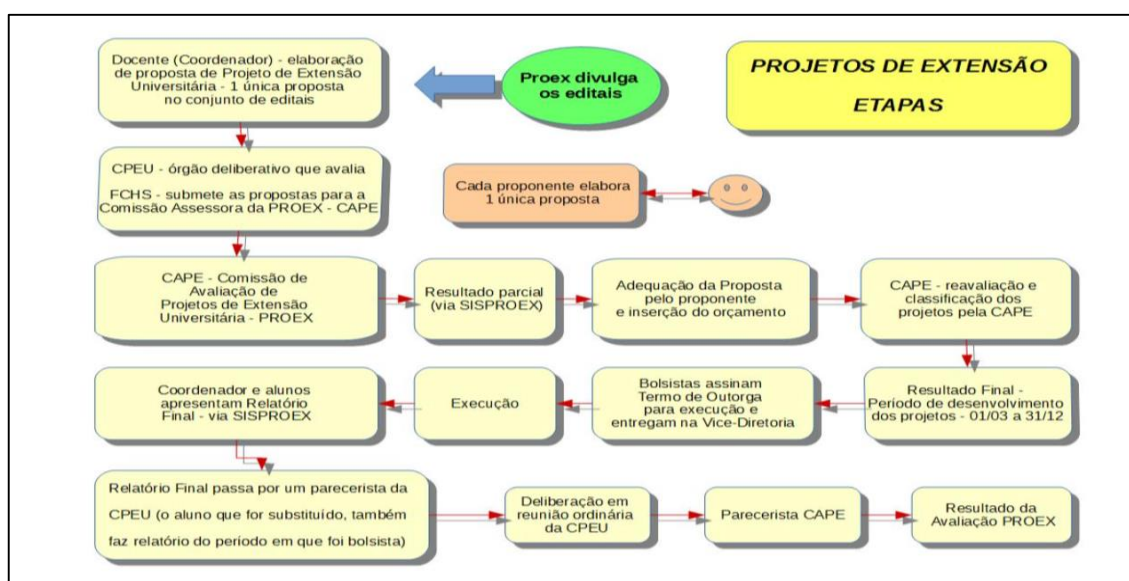 PROJETOS DE EXTENSÃO
ETAPAS
Proex divulga
os editais
Docente (Coordenador) - elaboração
de proposta de Projeto de Extensão
Universitária - 1 única proposta
no conjunto de editais
CPEU - órgão deliberativo que avalia
FCHS - submete as propostas para a
Comissão Assessora da PROEX - CAPE
Cada proponente elabora
1 única proposta
CAPE - Comissão de
Avaliação de
Projetos de Extensão
Universitária - PROEX
Resultado parcial
(via SISPROEX)
Adequação da Proposta
pelo proponente
e inserção do orçamento
CAPE - reavaliação e
classificação dos
projetos pela CAPE
Resultado Final -
Período de desenvolvimento
dos projetos - 01/03 a 31/12
Bolsistas assinam
Termo de Outorga
para execução e
entregam na Vice-Diretoria
Execução
Coordenador e alunos
apresentam Relatório
Final - via SISPROEX
Relatório Final passa por um parecerista da
CPEU (o aluno que for substituído, também
faz relatório do período em que foi bolsista)
Deliberação em
reunião ordinária
da CPEU
Parecerista CAPE
Resultado da
Avaliação PROEX